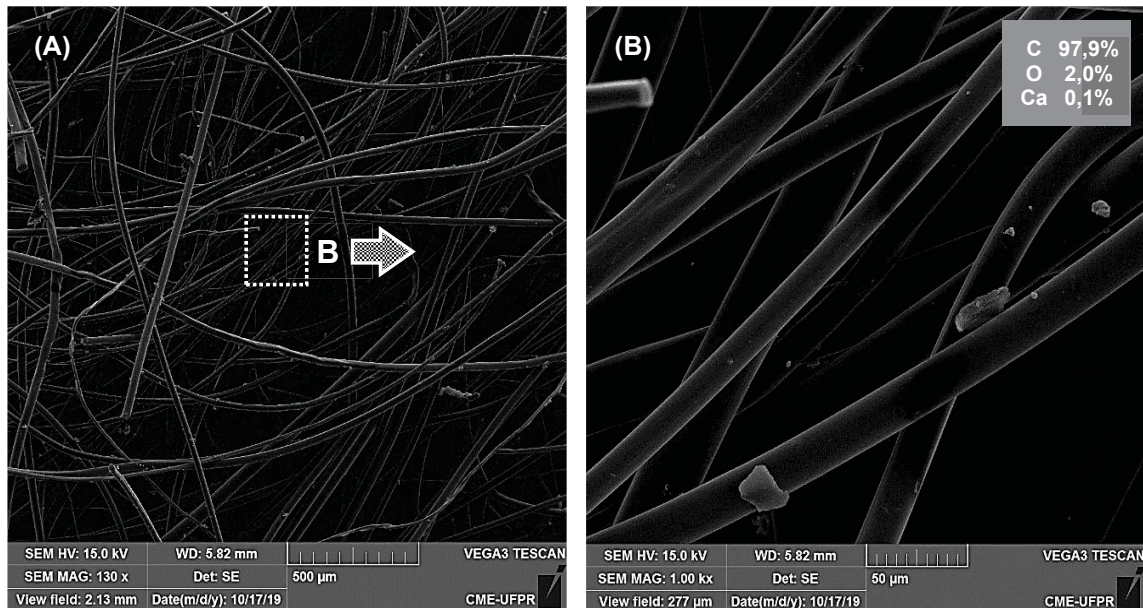 (A)
B
SEM HV: 15.0 kV
WD: 5.82 mm
VEGA3 TESCAN
SEM MAG: 130 x
Det: SE
500 µm
View field: 2.13 mm
Date(m/d/y): 10/17/19
CME-UFPR
(B)
C 97,9%
O 2,0%
Ca 0,1%
SEM HV: 15.0 kV
WD: 5.82 mm
VEGA3 TESCAN
SEM MAG: 1.00 kx
Det: SE
50 µm
View field: 277 µm
Date(m/d/y): 10/17/19
CME-UFPR